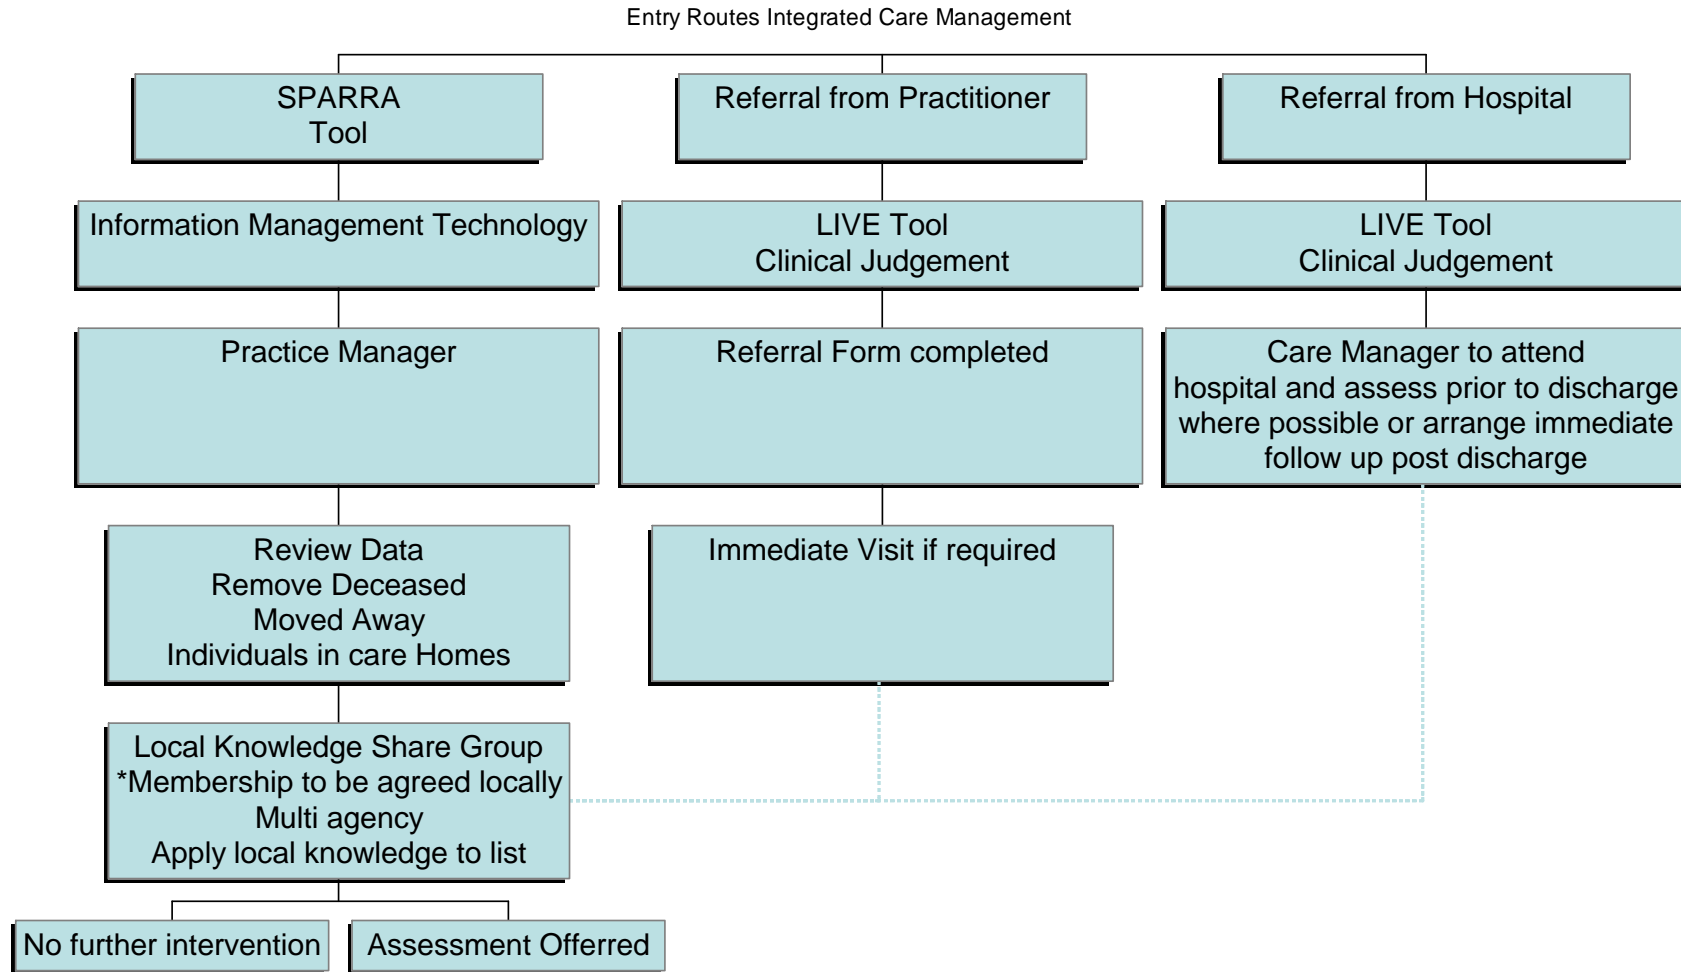 Entry Routes Integrated Care Management
SPARRA
Tool
Referral from Practitioner
Referral from Hospital
Information Management Technology
LIVE Tool
Clinical Judgement
LIVE Tool
Clinical Judgement
Practice Manager
Referral Form completed
Care Manager to attend
hospital and assess prior to discharge
where possible or arrange immediate
follow up post discharge
Review Data
Remove Deceased
Moved Away
Individuals in care Homes
Immediate Visit if required
Local Knowledge Share Group
*Membership to be agreed locally
Multi agency
Apply local knowledge to list
No further intervention
Assessment Offerred